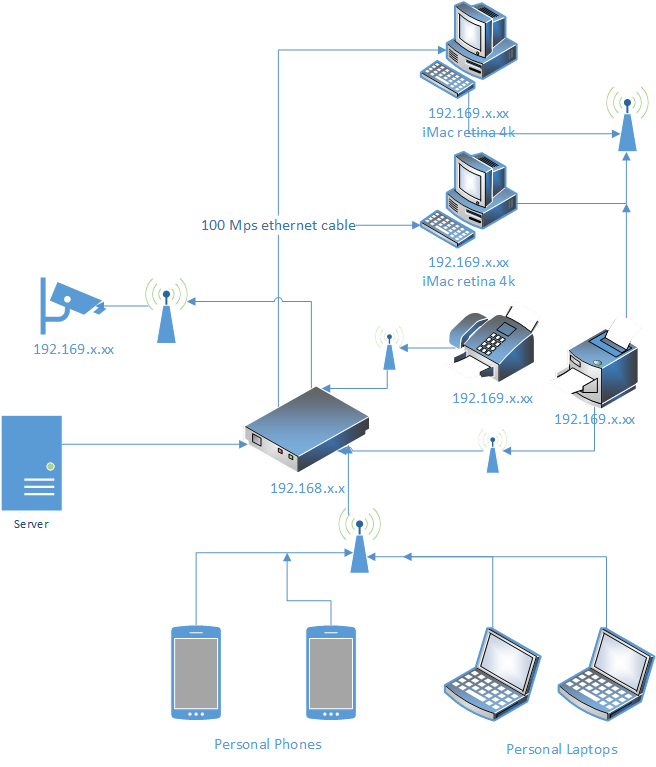 192.169.x.xx
iMac retina 4k
100 Mps ethernet cable
192.169.x.xx
iMac retina 4k
192.169.x.xx
192.169.x.xx
192.169.x.xx
192.168.x.x
Server
Personal Phones
Personal Laptops